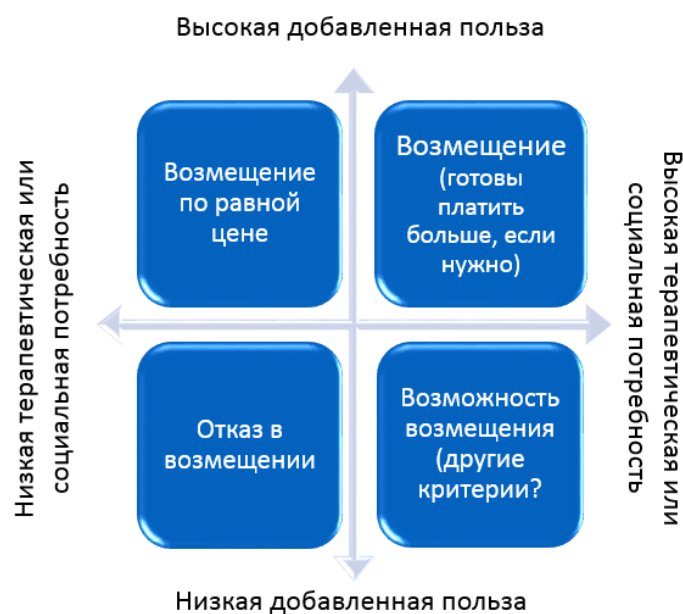 Высокая добавленная польза
Низкая терапевтическая или
социальная потребность
Возмещение
по равной
цене
Возмещение
(готовы
платить
больше, если
нужно)
Высокая терапевтическая или
социальная потребность
Отказ в
возмещении
Возможность
возмещения
(другие
критерии?
Низкая добавленная польза